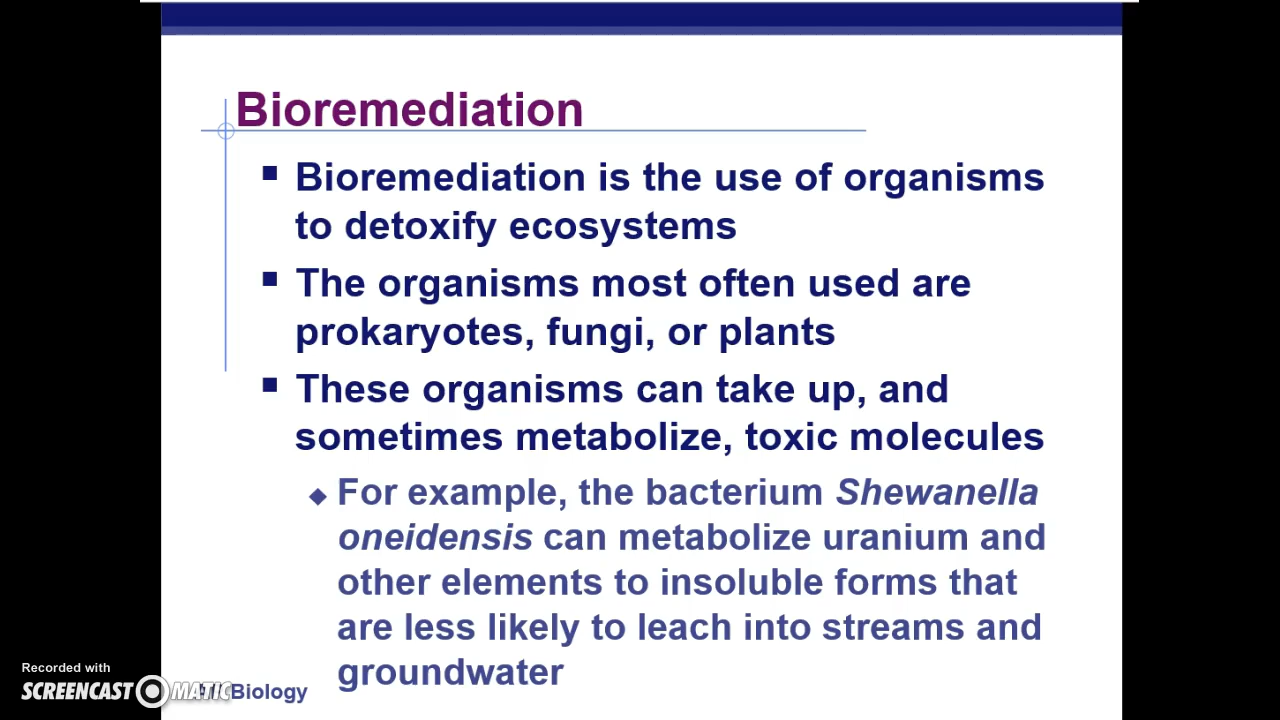 Bioremediation
Bioremediation is the use of organisms
to detoxify ecosystems
The organisms most often used are
prokaryotes, fungi, or plants
These organisms can take up, and
sometimes metabolize, toxic molecules
For example, the bacterium Shewanella
oneidensis can metabolize uranium and
other elements to insoluble forms that
are less likely to leach into streams and
groundwater
Recorded with
SCREENCAST MATIC
Biology